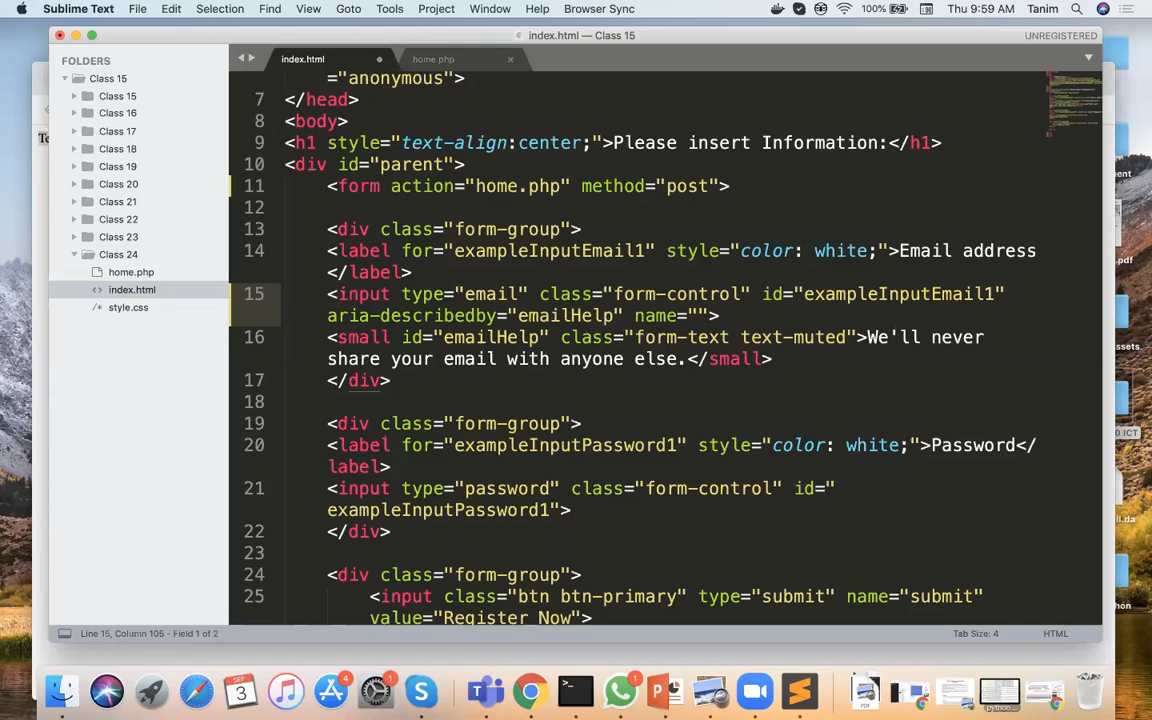 Sublime Text File Edit Selection Find View Goto Tools Project Window Help Browser Sync 100% Thu 9:59 AM Tanim
index.html — Class 15 UNREGISTERED
FOLDERS
Class 15
Class 15
Class 16
Class 17
Class 18
Class 19
Class 20
Class 21
Class 22
Class 23
Class 24
home.php
index.html
style.css
index.html home.php
="anonymous">
7 </head>
8 <body>
9 <h1 style="text-align:center;">Please insert Information:</h1>
10 <div id="parent">
11 <form action="home.php" method="post">
12
13 <div class="form-group">
14 <label for="exampleInputEmail1" style="color: white;">Email address
</label>
15 <input type="email" class="form-control" id="exampleInputEmail1"
aria-describedby="emailHelp" name="">
16 <small id="emailHelp" class="form-text text-muted">We'll never
share your email with anyone else.</small>
17 </div>
18
19 <div class="form-group">
20 <label for="exampleInputPassword1" style="color: white;">Password</
label>
21 <input type="password" class="form-control" id="
exampleInputPassword1">
22 </div>
23
24 <div class="form-group">
25 <input class="btn btn-primary" type="submit" name="submit"
value="Register Now">
Line 15, Column 105 - Field 1 of 2 Tab Size: 4 HTML
.pdf
0 ICT
SEP
3
4
1
1
PDF